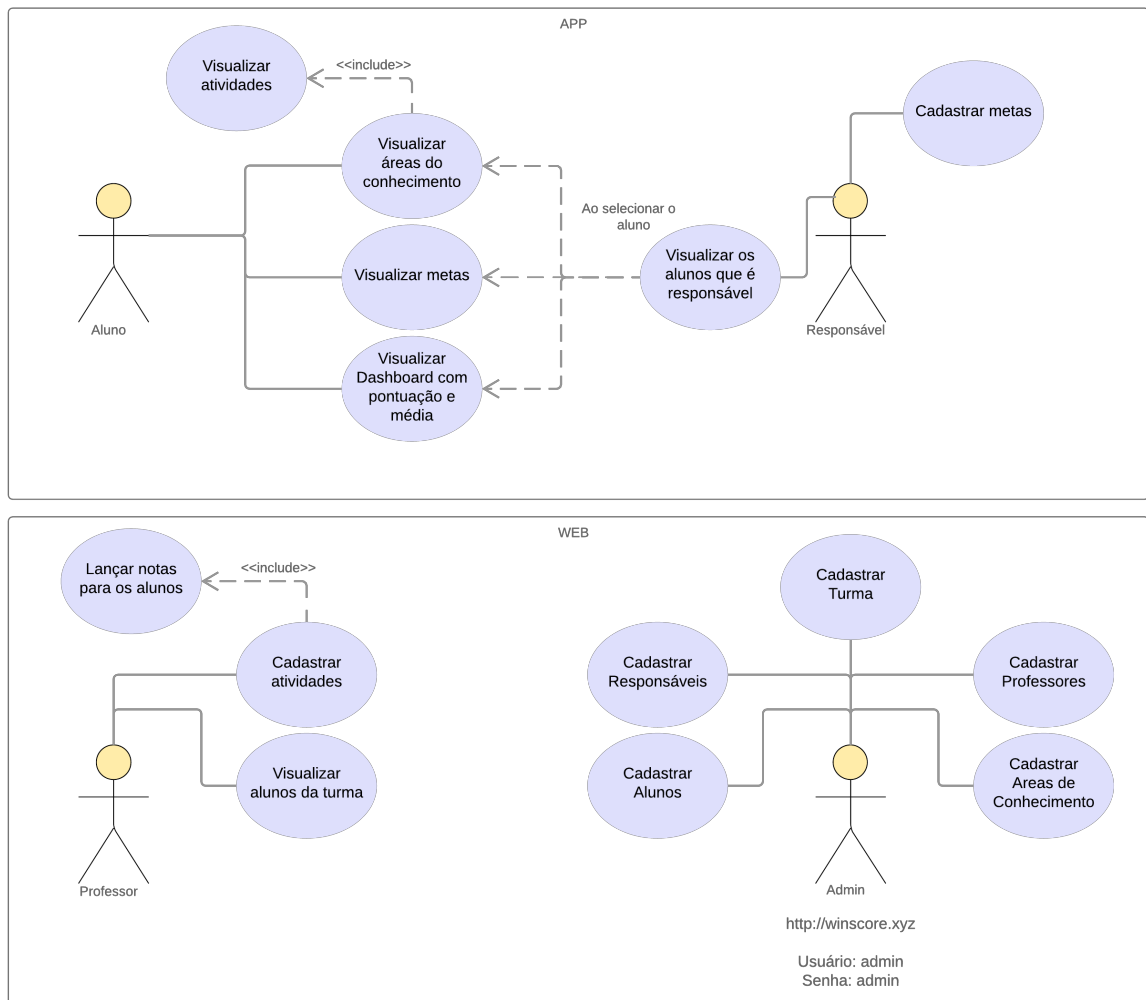 APP
Visualizar
atividades
<<include>>
Visualizar
áreas do
conhecimento
Cadastrar metas
Ao selecionar o
aluno
Visualizar metas
Visualizar os
alunos que é
responsável
Aluno
Responsável
Visualizar
Dashboard com
pontuação e
média
WEB
Lançar notas
para os alunos
<<include>>
Cadastrar
atividades
Visualizar
alunos da turma
Professor
Cadastrar
Turma
Cadastrar
Responsáveis
Cadastrar
Professores
Cadastrar
Alunos
Cadastrar
Areas de
Conhecimento
Admin
http://winscore.xyz
Usuário: admin
Senha: admin